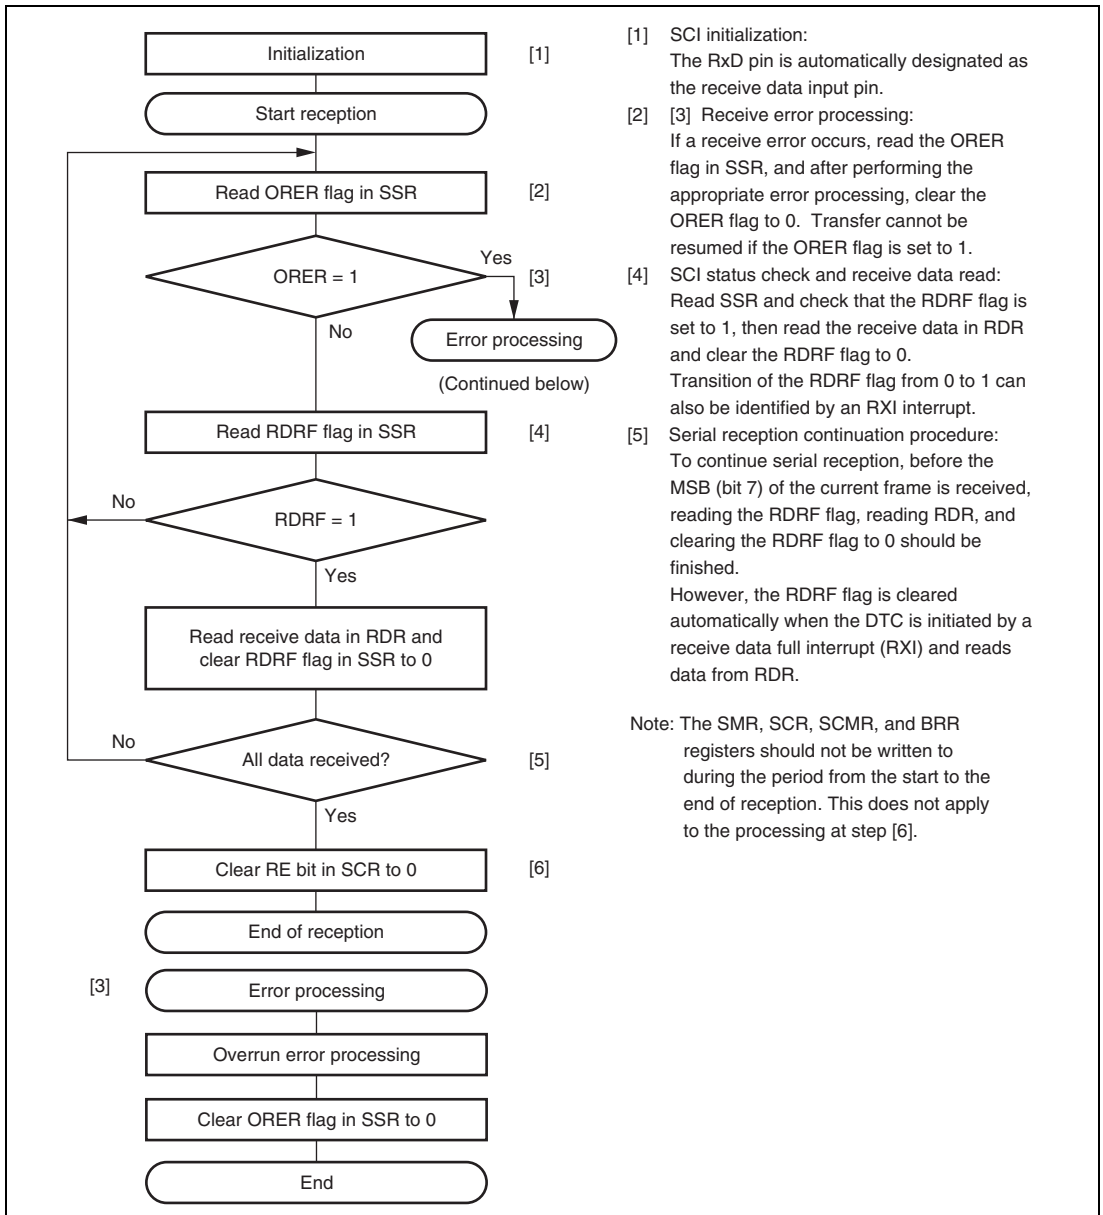 Initialization
[1]
Start reception
Read ORER flag in SSR
[2]
ORER = 1
Yes
[3]
No
Error processing
(Continued below)
Read RDRF flag in SSR
[4]
No
RDRF = 1
Yes
Read receive data in RDR and
clear RDRF flag in SSR to 0
No
All data received?
[5]
Yes
Clear RE bit in SCR to 0
[6]
End of reception
[3]
Error processing
Overrun error processing
Clear ORER flag in SSR to 0
End
[1] SCI initialization:
The RxD pin is automatically designated as
the receive data input pin.
[2] [3] Receive error processing:
If a receive error occurs, read the ORER
flag in SSR, and after performing the
appropriate error processing, clear the
ORER flag to 0. Transfer cannot be
resumed if the ORER flag is set to 1.
[4] SCI status check and receive data read:
Read SSR and check that the RDRF flag is
set to 1, then read the receive data in RDR
and clear the RDRF flag to 0.
Transition of the RDRF flag from 0 to 1 can
also be identified by an RXI interrupt.
[5] Serial reception continuation procedure:
To continue serial reception, before the
MSB (bit 7) of the current frame is received,
reading the RDRF flag, reading RDR, and
clearing the RDRF flag to 0 should be
finished.
However, the RDRF flag is cleared
automatically when the DTC is initiated by a
receive data full interrupt (RXI) and reads
data from RDR.
Note: The SMR, SCR, SCMR, and BRR
registers should not be written to
during the period from the start to the
end of reception. This does not apply
to the processing at step [6].